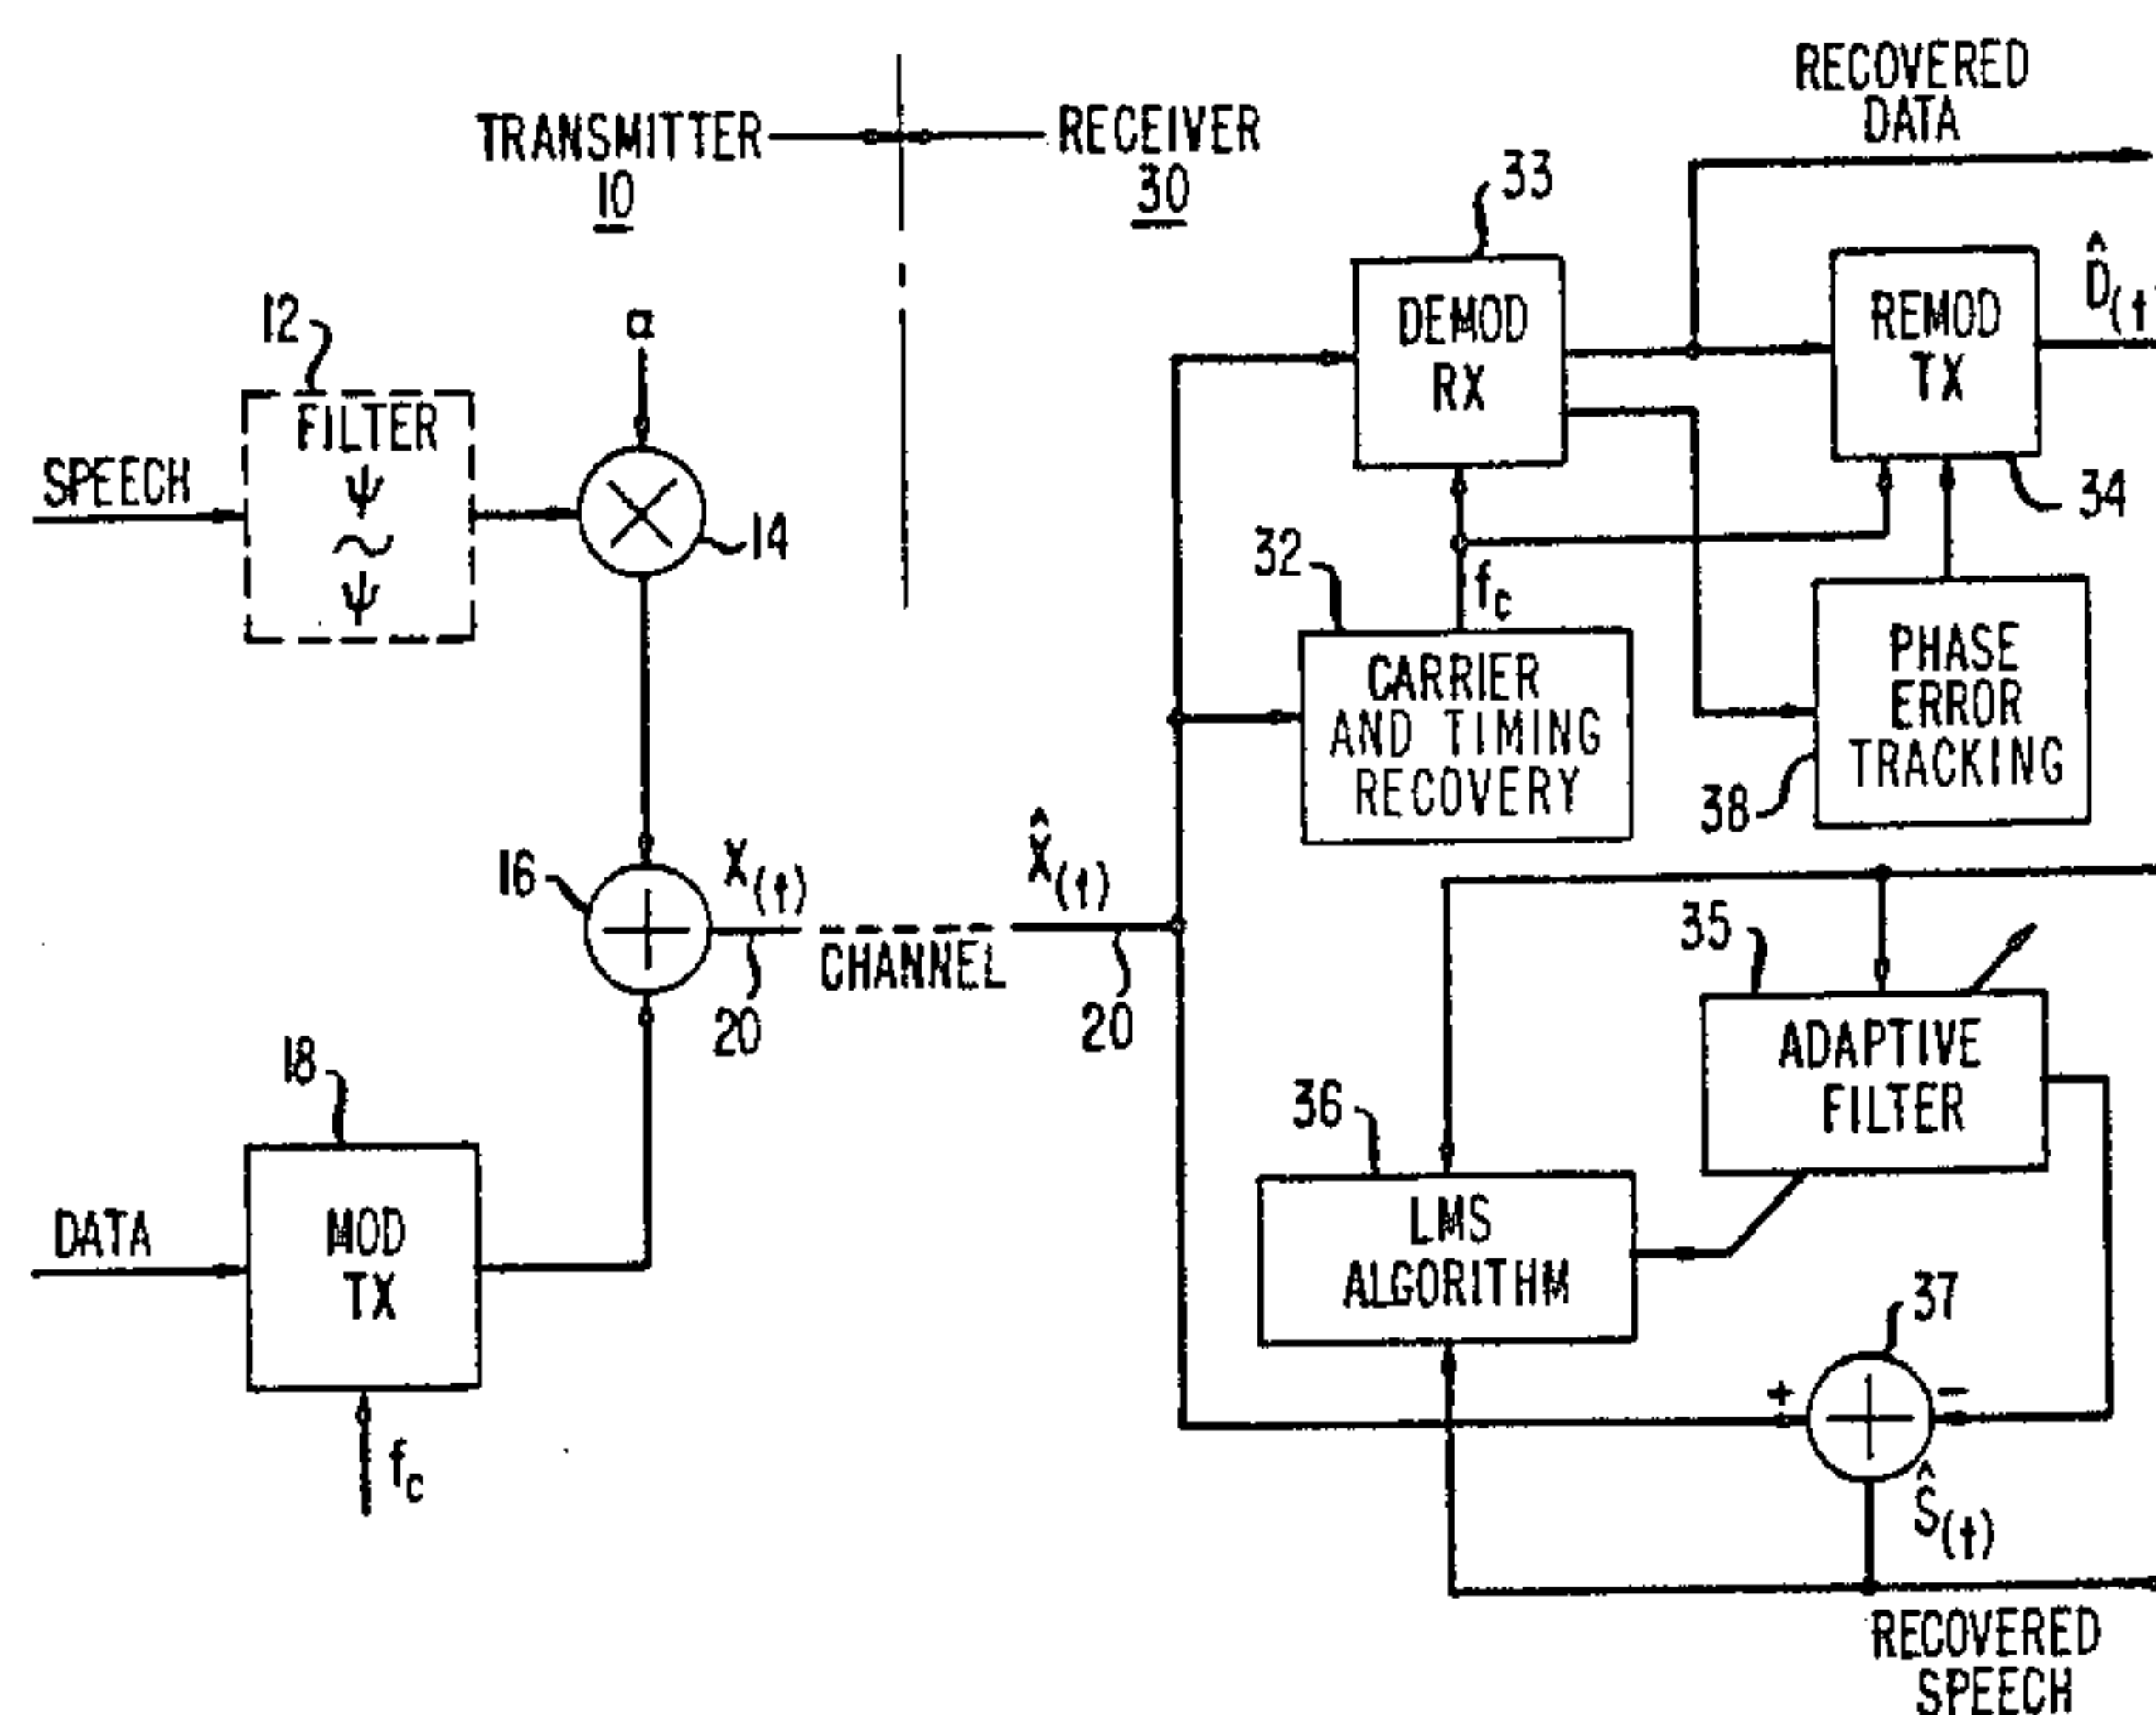 TRANSMITTER
10
RECEIVER
30
RECOVERED
DATA
33
DEMOD
RX
REMOD
TX
D̂(t)
34
12
FILTER
α
SPEECH
14
32
fc
CARRIER
AND TIMING
RECOVERY
PHASE
ERROR
TRACKING
38
16
X(t)
X̂(t)
CHANNEL
20
20
35
ADAPTIVE
FILTER
18
DATA
MOD
TX
fc
36
LMS
ALGORITHM
37
+
−
Ŝ(t)
RECOVERED
SPEECH